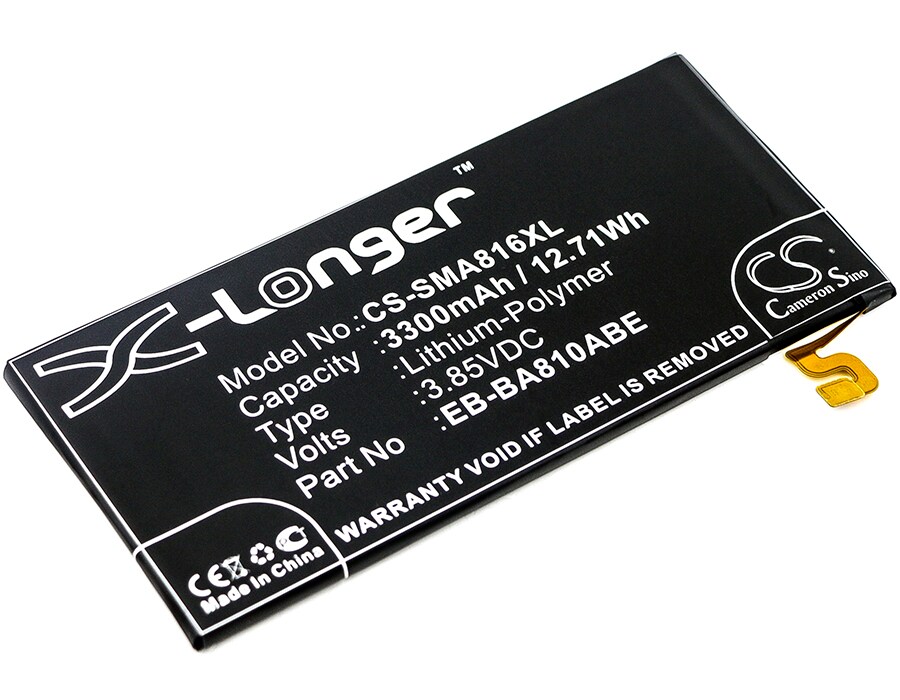 X-Longer™
Model No.: CS-SMA816XL
Capacity : 3300mAh / 12.71Wh
Type : Lithium-Polymer
Volts : 3.85VDC
Part No : EB-BA810ABE
WARRANTY VOID IF LABEL IS REMOVED
CS
Cameron Sino
CE
Made In China